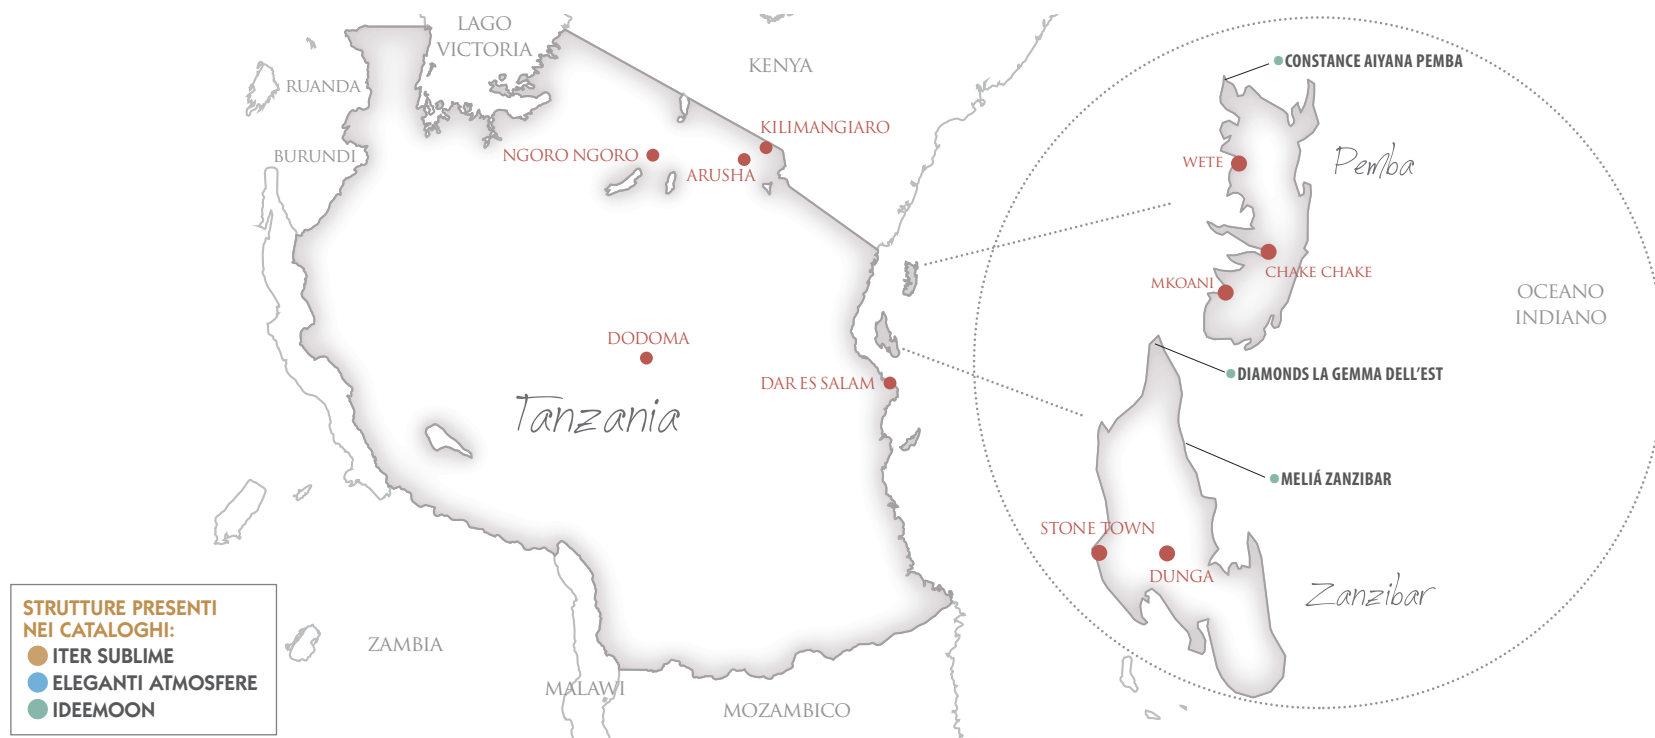 LAGO
VICTORIA
RUANDA
BURUNDI
KENYA
KILIMANGIARO
NGORO NGORO
ARUSHA
DODOMA
DAR ES SALAM
Tanzania
ZAMBIA
MALAWI
MOZAMBICO
CONSTANCE AIYANA PEMBA
WETE
Pemba
CHAKE CHAKE
MKOANI
OCEANO
INDIANO
DIAMONDS LA GEMMA DELL'EST
MELIÁ ZANZIBAR
STONE TOWN
DUNGA
Zanzibar
STRUTTURE PRESENTI
NEI CATALOGHI:
ITER SUBLIME
ELEGANTI ATMOSFERE
IDEEMOON